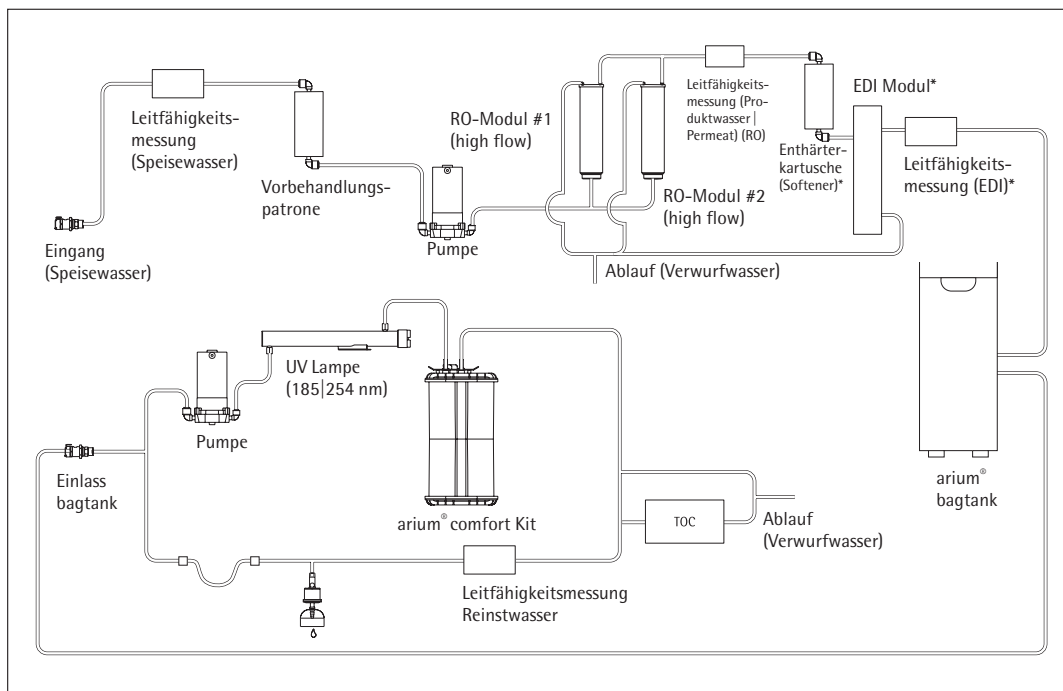 Leitfähigkeits-
messung
(Speisewasser)
Eingang
(Speisewasser)
Vorbehandlungs-
patrone
Pumpe
RO-Modul #1
(high flow)
RO-Modul #2
(high flow)
Ablauf (Verwurfwasser)
Leitfähigkeits-
messung (Pro-
duktwasser |
Permeat) (RO)
Enthärter-
kartusche
(Softener)*
EDI Modul*
Leitfähigkeits-
messung (EDI)*
arium®
bagtank
Einlass
bagtank
Pumpe
UV Lampe
(185|254 nm)
arium® comfort Kit
TOC
Ablauf
(Verwurfwasser)
Leitfähigkeitsmessung
Reinstwasser